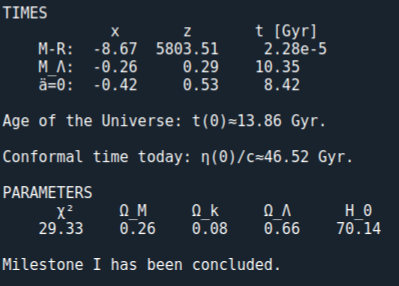 TIMES
x z t [Gyr]
M-R: -8.67 5803.51 2.28e-5
M_Λ: -0.26 0.29 10.35
ä=0: -0.42 0.53 8.42
Age of the Universe: t(0)≈13.86 Gyr.
Conformal time today: η(0)/c≈46.52 Gyr.
PARAMETERS
χ² Ω_M Ω_k Ω_Λ H_0
29.33 0.26 0.08 0.66 70.14
Milestone I has been concluded.